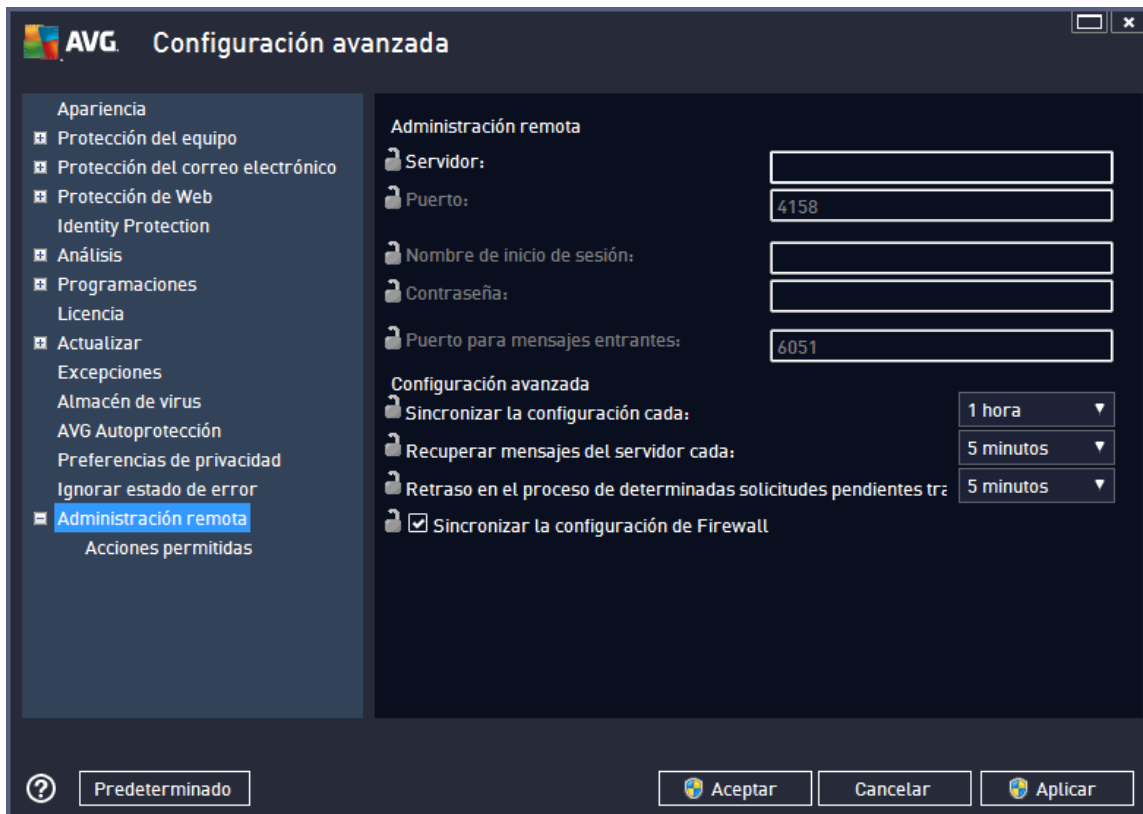 AVG. Configuración avanzada
Apariencia
Protección del equipo
Protección del correo electrónico
Protección de Web
Identity Protection
Análisis
Programaciones
Licencia
Actualizar
Excepciones
Almacén de virus
AVG Autoprotección
Preferencias de privacidad
Ignorar estado de error
Administración remota
Acciones permitidas
Administración remota
Servidor:
Puerto: 4158
Nombre de inicio de sesión:
Contraseña:
Puerto para mensajes entrantes: 6051
Configuración avanzada
Sincronizar la configuración cada: 1 hora
Recuperar mensajes del servidor cada: 5 minutos
Retraso en el proceso de determinadas solicitudes pendientes tra 5 minutos
Sincronizar la configuración de Firewall
Predeterminado Aceptar Cancelar Aplicar